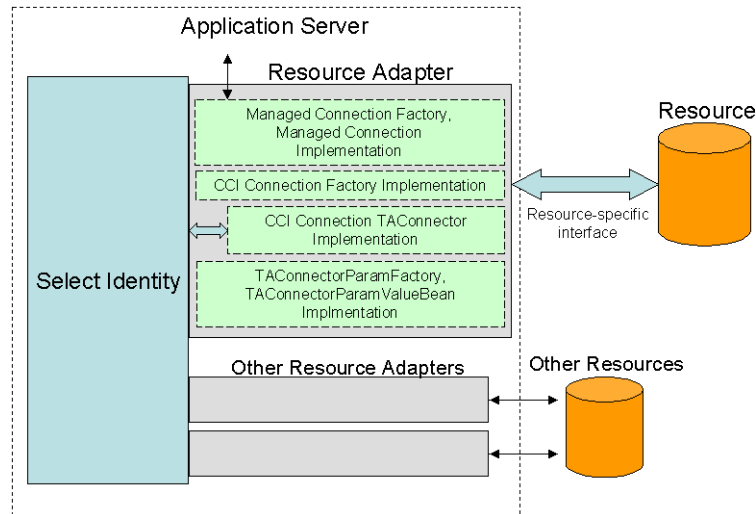 Application Server
Resource Adapter
Managed Connection Factory,
Managed Connection
Implementation
CCI Connection Factory Implementation
CCI Connection TAConnector
Implementation
TAConnectorParamFactory,
TAConnectorParamValueBean
Implmentation
Select Identity
Resource
Resource-specific
interface
Other Resource Adapters
Other Resources